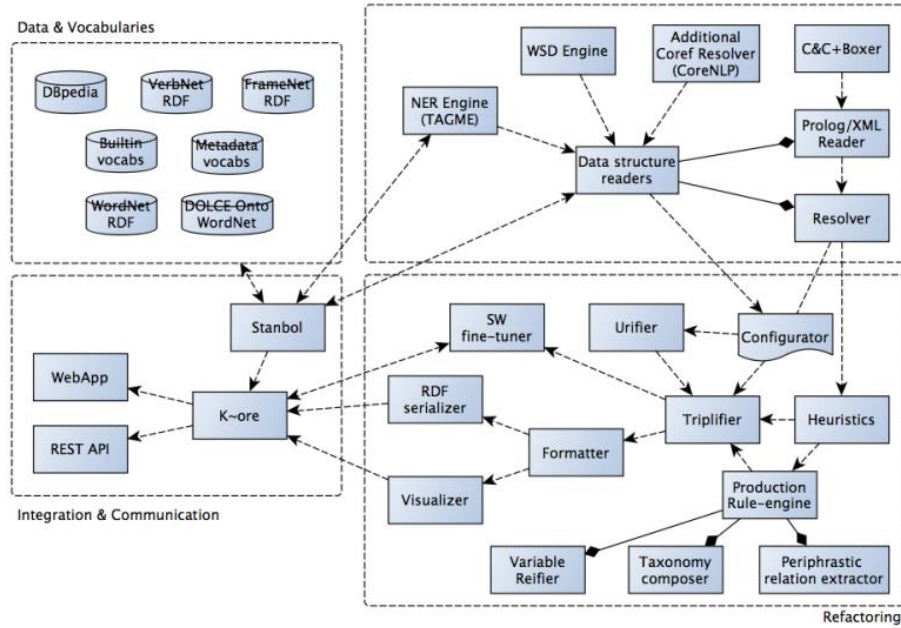 Data & Vocabularies
DBpedia
VerbNet
RDF
FrameNet
RDF
Builtin
vocabs
Metadata
vocabs
WordNet
RDF
DOLCE Onto
WordNet
WSD Engine
Additional
Coref Resolver
(CoreNLP)
C&C+Boxer
NER Engine
(TAGME)
Prolog/XML
Reader
Data structure
readers
Resolver
Stanbol
WebApp
K~ore
REST API
Integration & Communication
SW
fine-tuner
Urifier
Configurator
RDF
serializer
Triplifier
Heuristics
Formatter
Visualizer
Production
Rule-engine
Variable
Reifier
Taxonomy
composer
Periphrastic
relation extractor
Refactoring